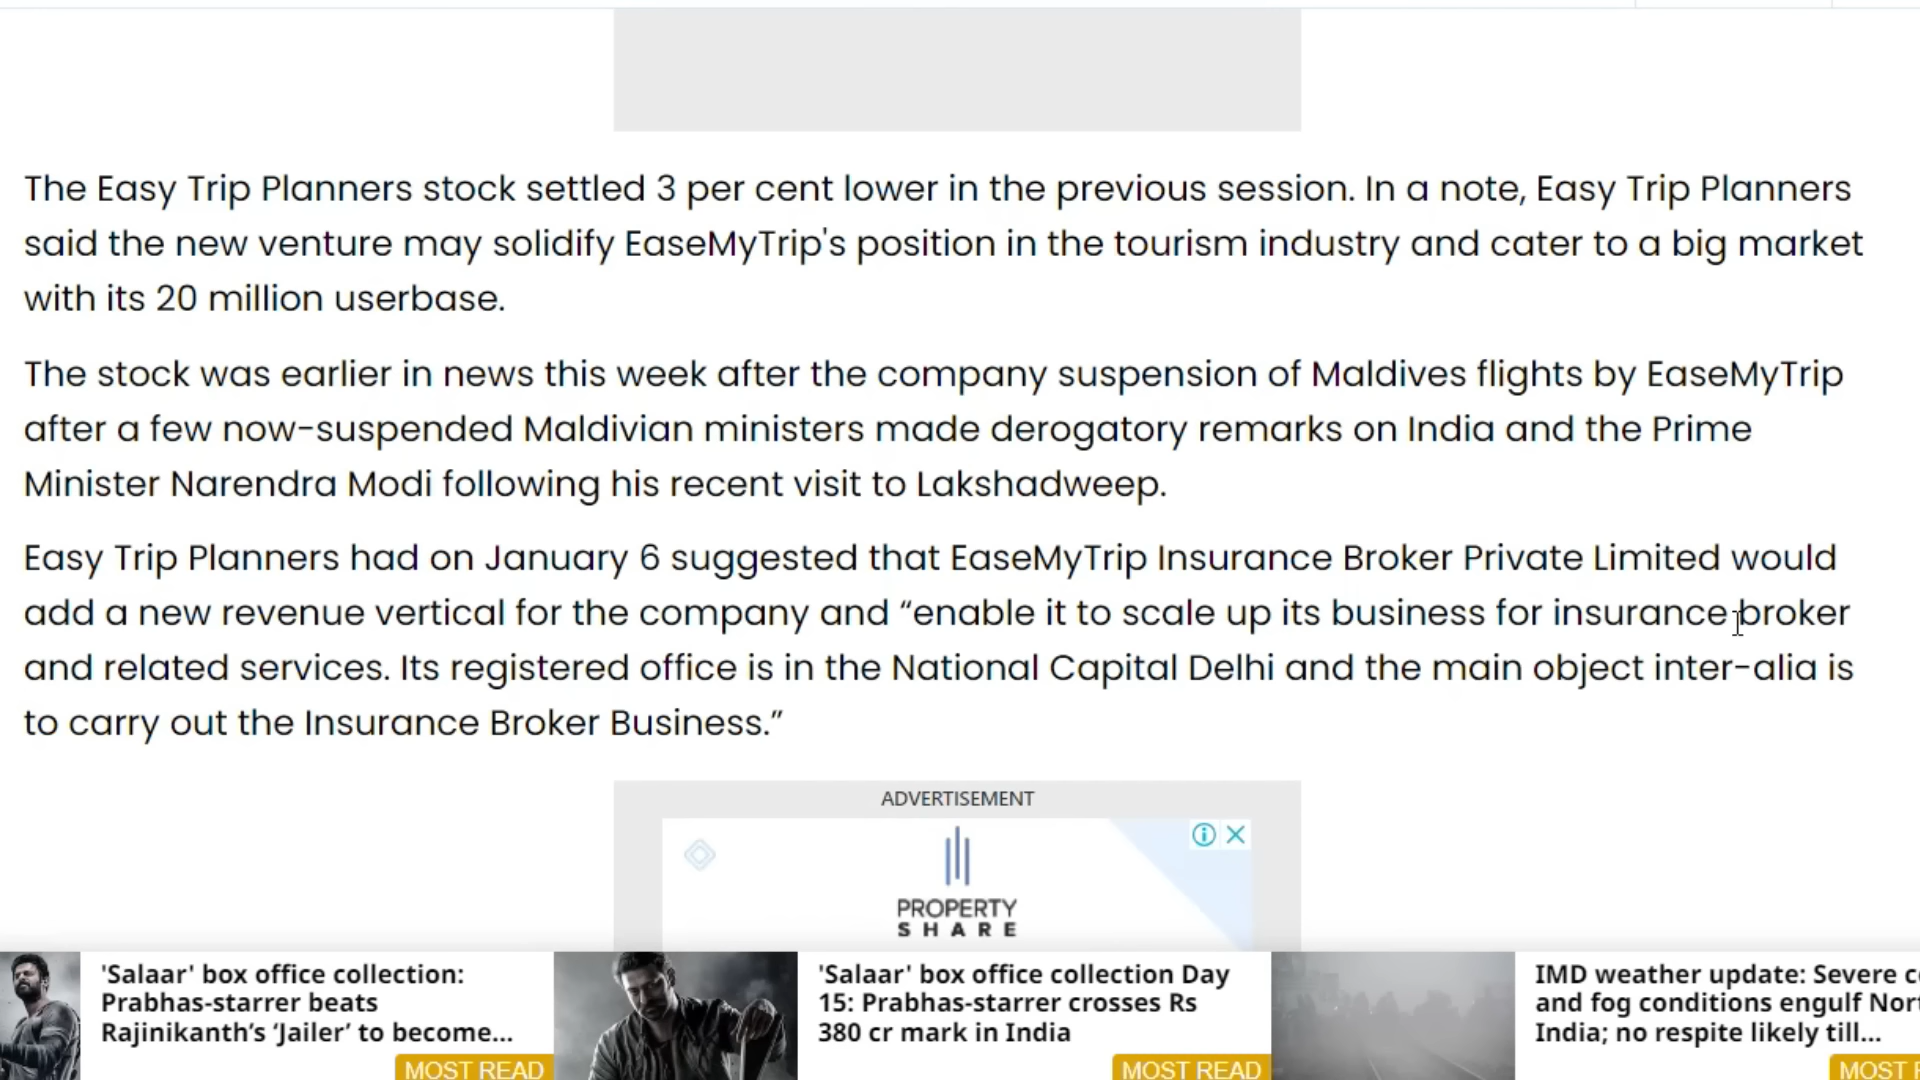 The Easy Trip Planners stock settled 3 per cent lower in the previous session. In a note, Easy Trip Planners
said the new venture may solidify EaseMyTrip's position in the tourism industry and cater to a big market
with its 20 million userbase.
The stock was earlier in news this week after the company suspension of Maldives flights by EaseMyTrip
after a few now-suspended Maldivian ministers made derogatory remarks on India and the Prime
Minister Narendra Modi following his recent visit to Lakshadweep.
Easy Trip Planners had on January 6 suggested that EaseMyTrip Insurance Broker Private Limited would
add a new revenue vertical for the company and “enable it to scale up its business for insurance broker
and related services. Its registered office is in the National Capital Delhi and the main object inter-alia is
to carry out the Insurance Broker Business.”
ADVERTISEMENT
PROPERTY
SHARE
'Salaar' box office collection:
Prabhas-starrer beats
Rajinikanth’s ‘Jailer’ to become...
MOST READ
'Salaar' box office collection Day
15: Prabhas-starrer crosses Rs
380 cr mark in India
MOST READ
IMD weather update: Severe
and fog conditions engulf
India; no respite likely till...
MOST